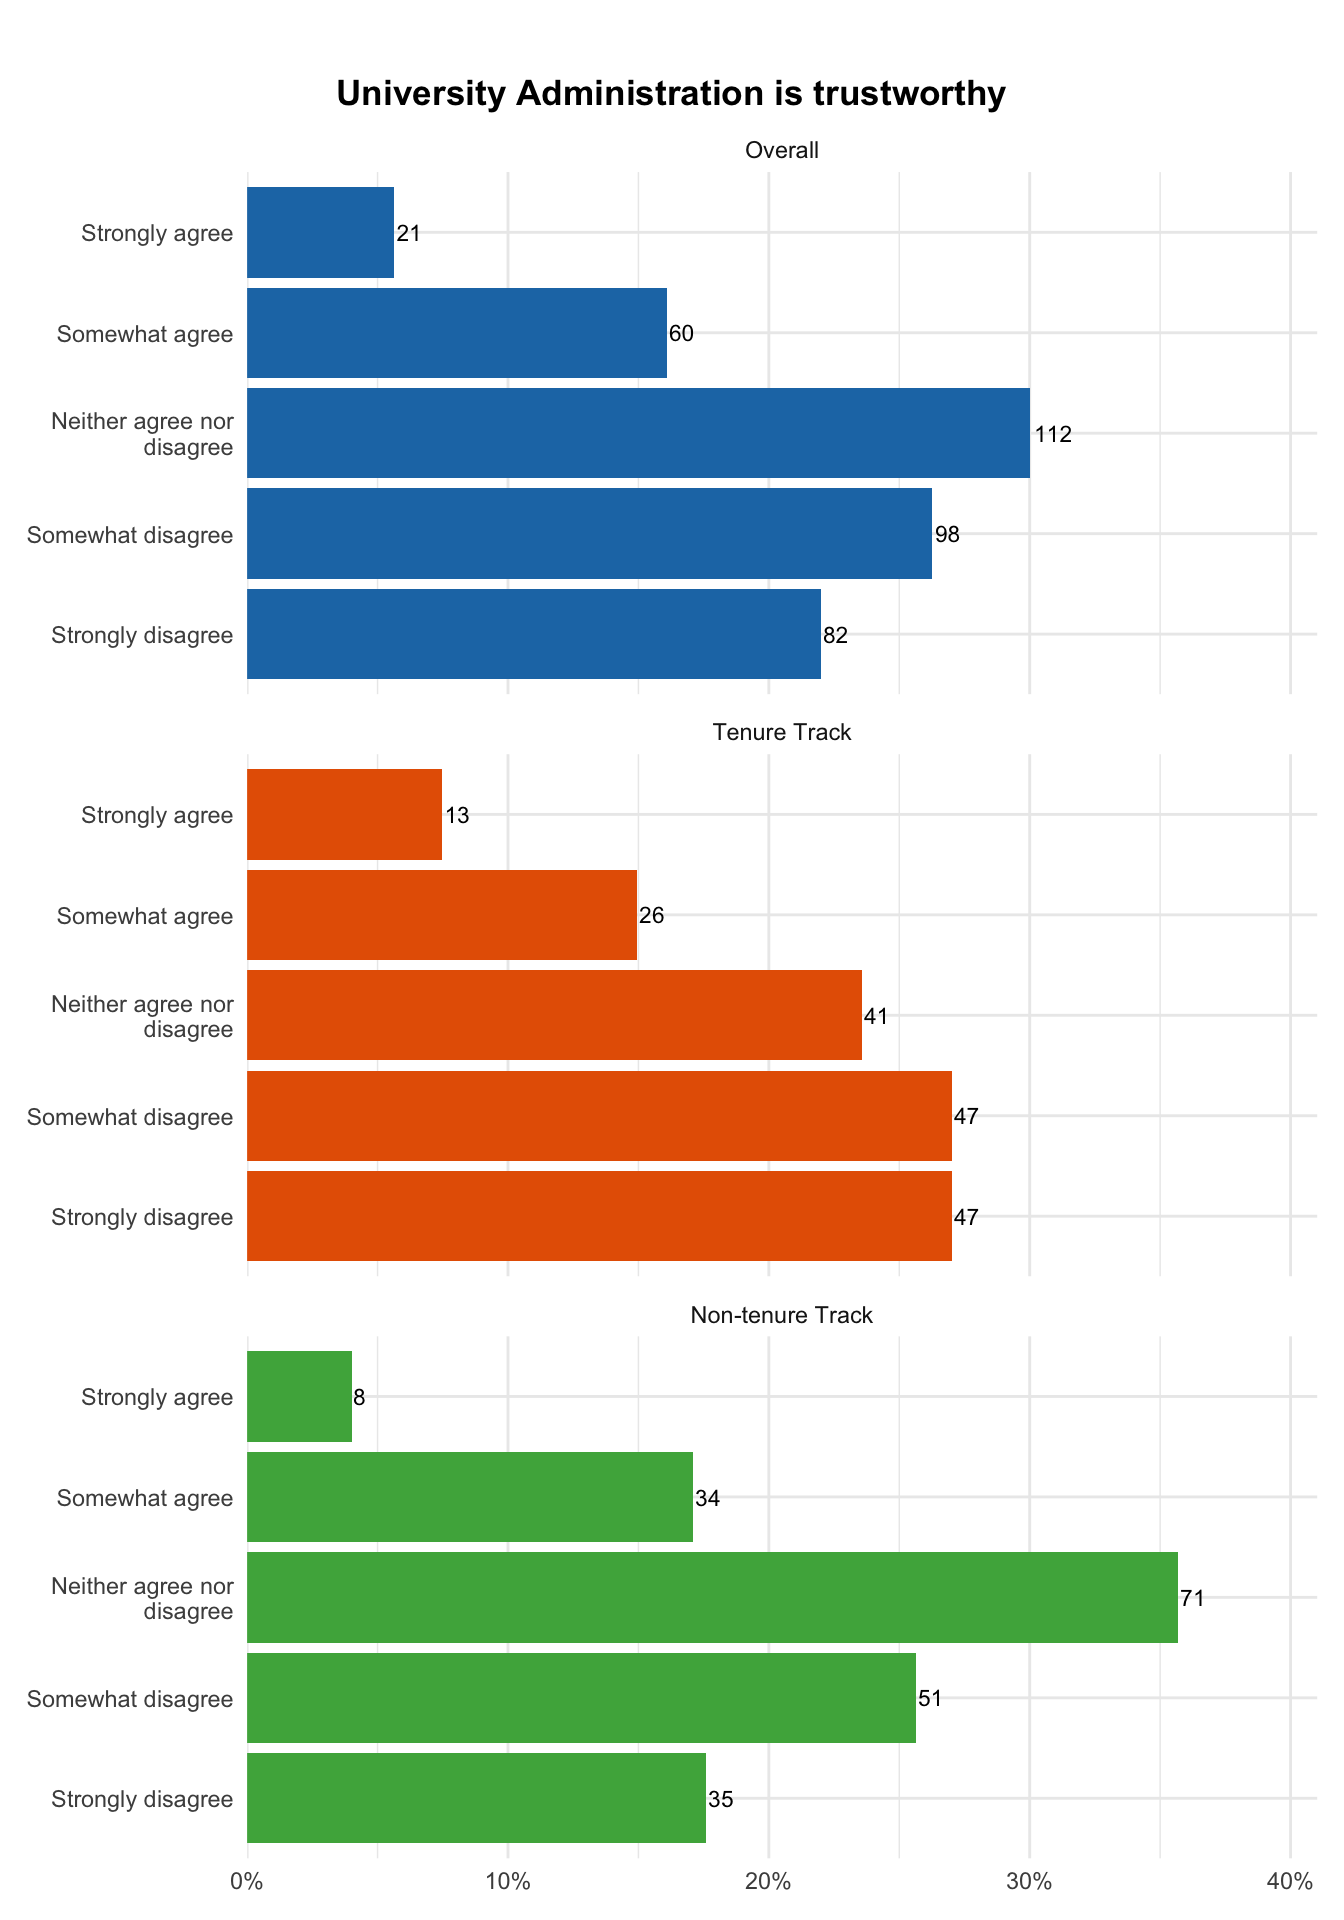 University Administration is trustworthy
Overall
Strongly agree
21
Somewhat agree
60
Neither agree nor
disagree
112
Somewhat disagree
98
Strongly disagree
82
Tenure Track
Strongly agree
13
Somewhat agree
26
Neither agree nor
disagree
41
Somewhat disagree
47
Strongly disagree
47
Non-tenure Track
Strongly agree
8
Somewhat agree
34
Neither agree nor
disagree
71
Somewhat disagree
51
Strongly disagree
35
0% 10% 20% 30% 40%